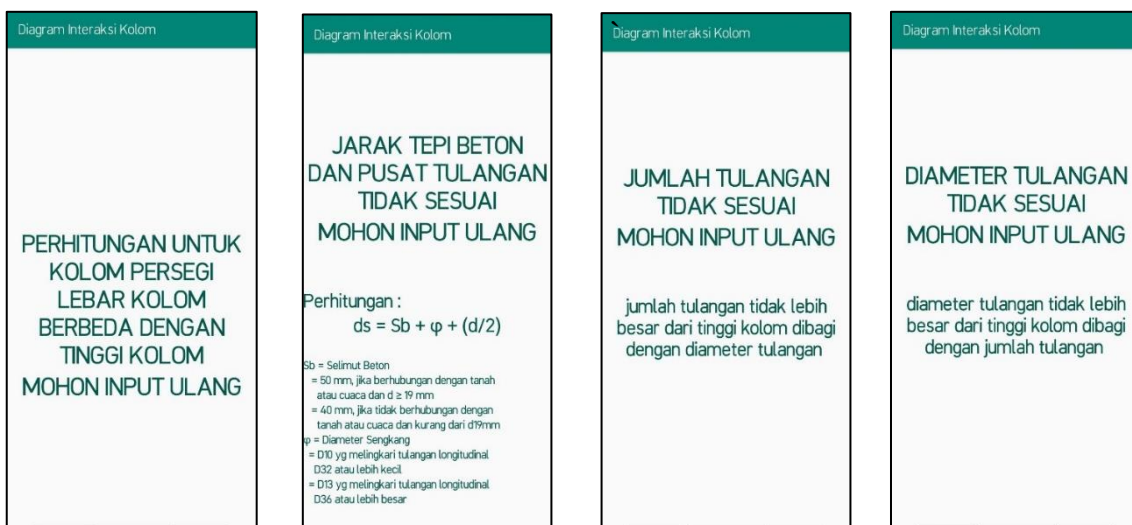 Diagram Interaksi Kolom
PERHITUNGAN UNTUK
KOLOM PERSEGI
LEBAR KOLOM
BERBEDA DENGAN
TINGGI KOLOM
MOHON INPUT ULANG
Diagram Interaksi Kolom
JARAK TEPI BETON
DAN PUSAT TULANGAN
TIDAK SESUAI
MOHON INPUT ULANG
Perhitungan :
ds = Sb + φ + (d/2)
Sb = Selimut Beton
= 50 mm, jika berhubungan dengan tanah
atau cuaca dan d ≥ 19 mm
= 40 mm, jika tidak berhubungan dengan
tanah atau cuaca dan kurang dari d19mm
φ = Diameter Sengkang
= D10 yg melingkari tulangan longitudinal
D32 atau lebih kecil
= D13 yg melingkari tulangan longitudinal
D36 atau lebih besar
Diagram Interaksi Kolom
JUMLAH TULANGAN
TIDAK SESUAI
MOHON INPUT ULANG
jumlah tulangan tidak lebih
besar dari tinggi kolom dibagi
dengan diameter tulangan
Diagram Interaksi Kolom
DIAMETER TULANGAN
TIDAK SESUAI
MOHON INPUT ULANG
diameter tulangan tidak lebih
besar dari tinggi kolom dibagi
dengan jumlah tulangan